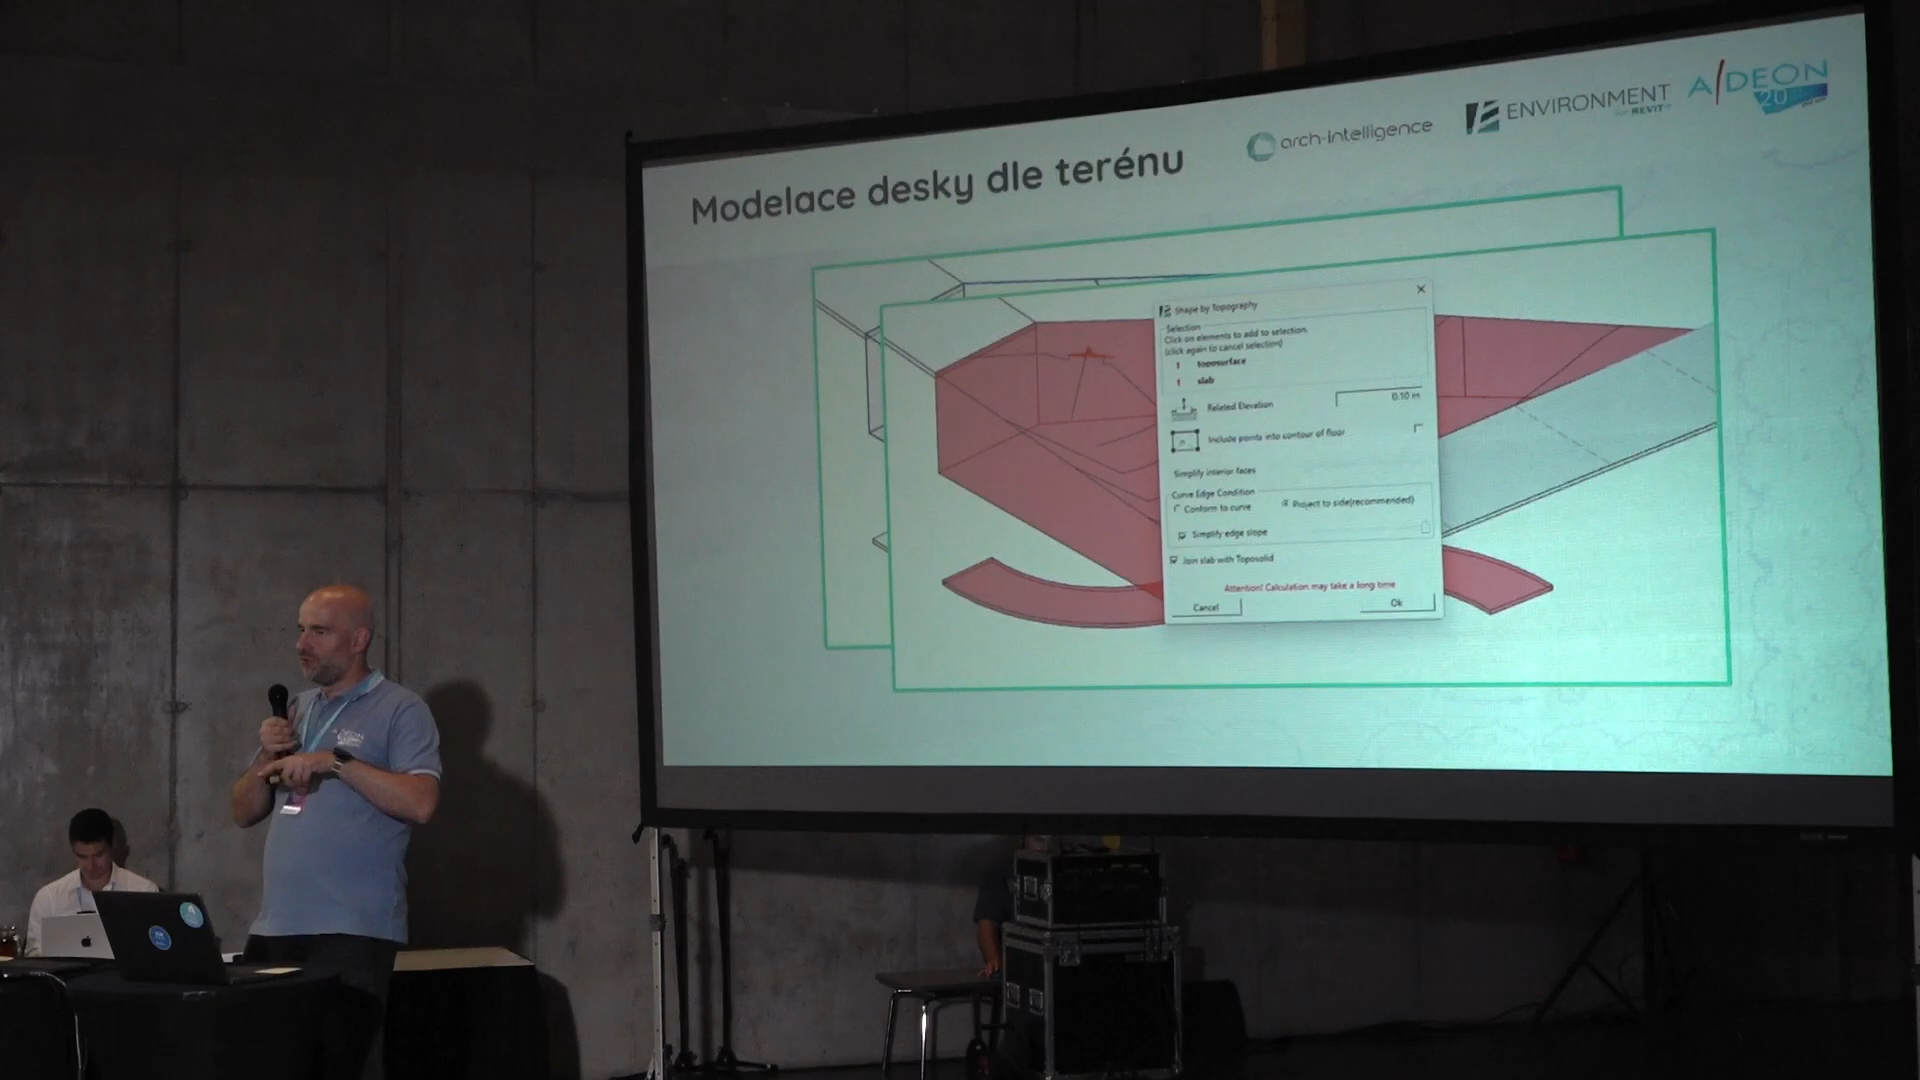 Modelace desky dle terénu
arch-intelligence
ENVIRONMENT
REVIT
A/DEON
20
Shape by Topography
Selection
Click on elements to add to selection.
(click again to cancel selection)
1 toposurface
1 slab
Related Elevation
0.10 m
Include points into contour of floor
Simplify interior faces
Curve Edge Condition
Conform to curve
Project to side(recommended)
Simplify edge slope
Join slab with Toposolid
Attention! Calculation may take a long time
Cancel
Ok